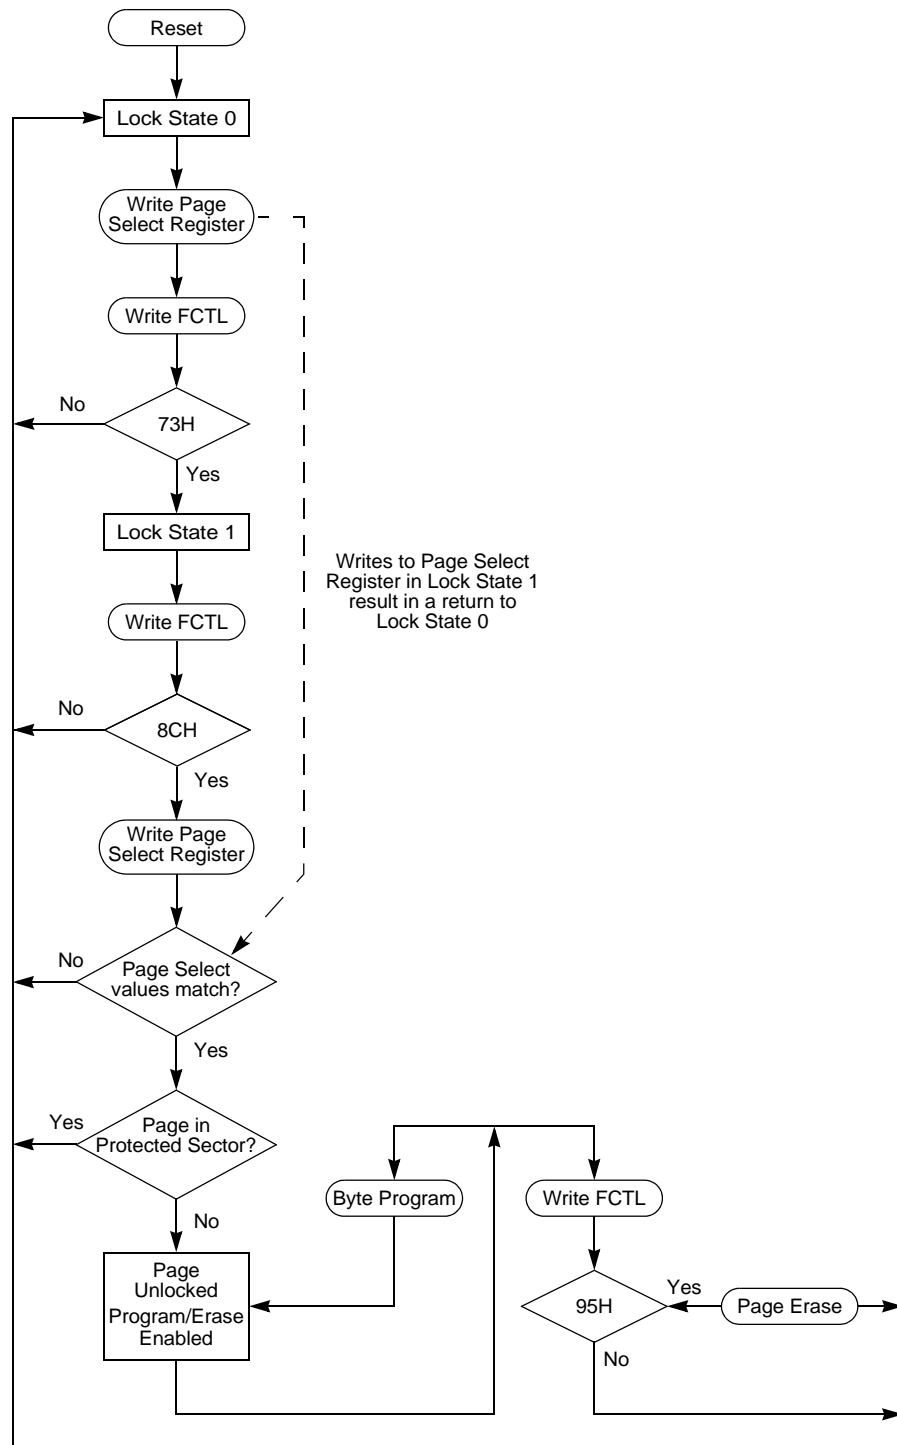 Reset
Lock State 0
Write Page
Select Register
Write FCTL
No
73H
Yes
Lock State 1
Writes to Page Select
Register in Lock State 1
result in a return to
Lock State 0
Write FCTL
No
8CH
Yes
Write Page
Select Register
No
Page Select
values match?
Yes
Yes
Page in
Protected Sector?
No
Byte Program
Write FCTL
Page
Unlocked
Program/Erase
Enabled
95H
Yes
Page Erase
No